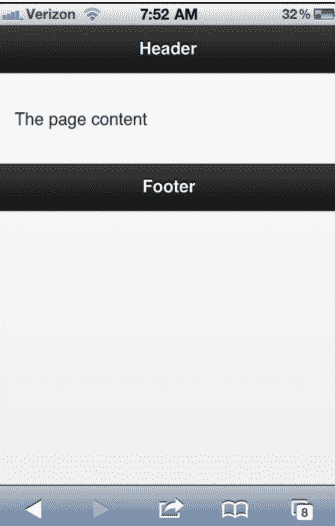 Verizon 7:52 AM 32%
Header
The page content
Footer
8